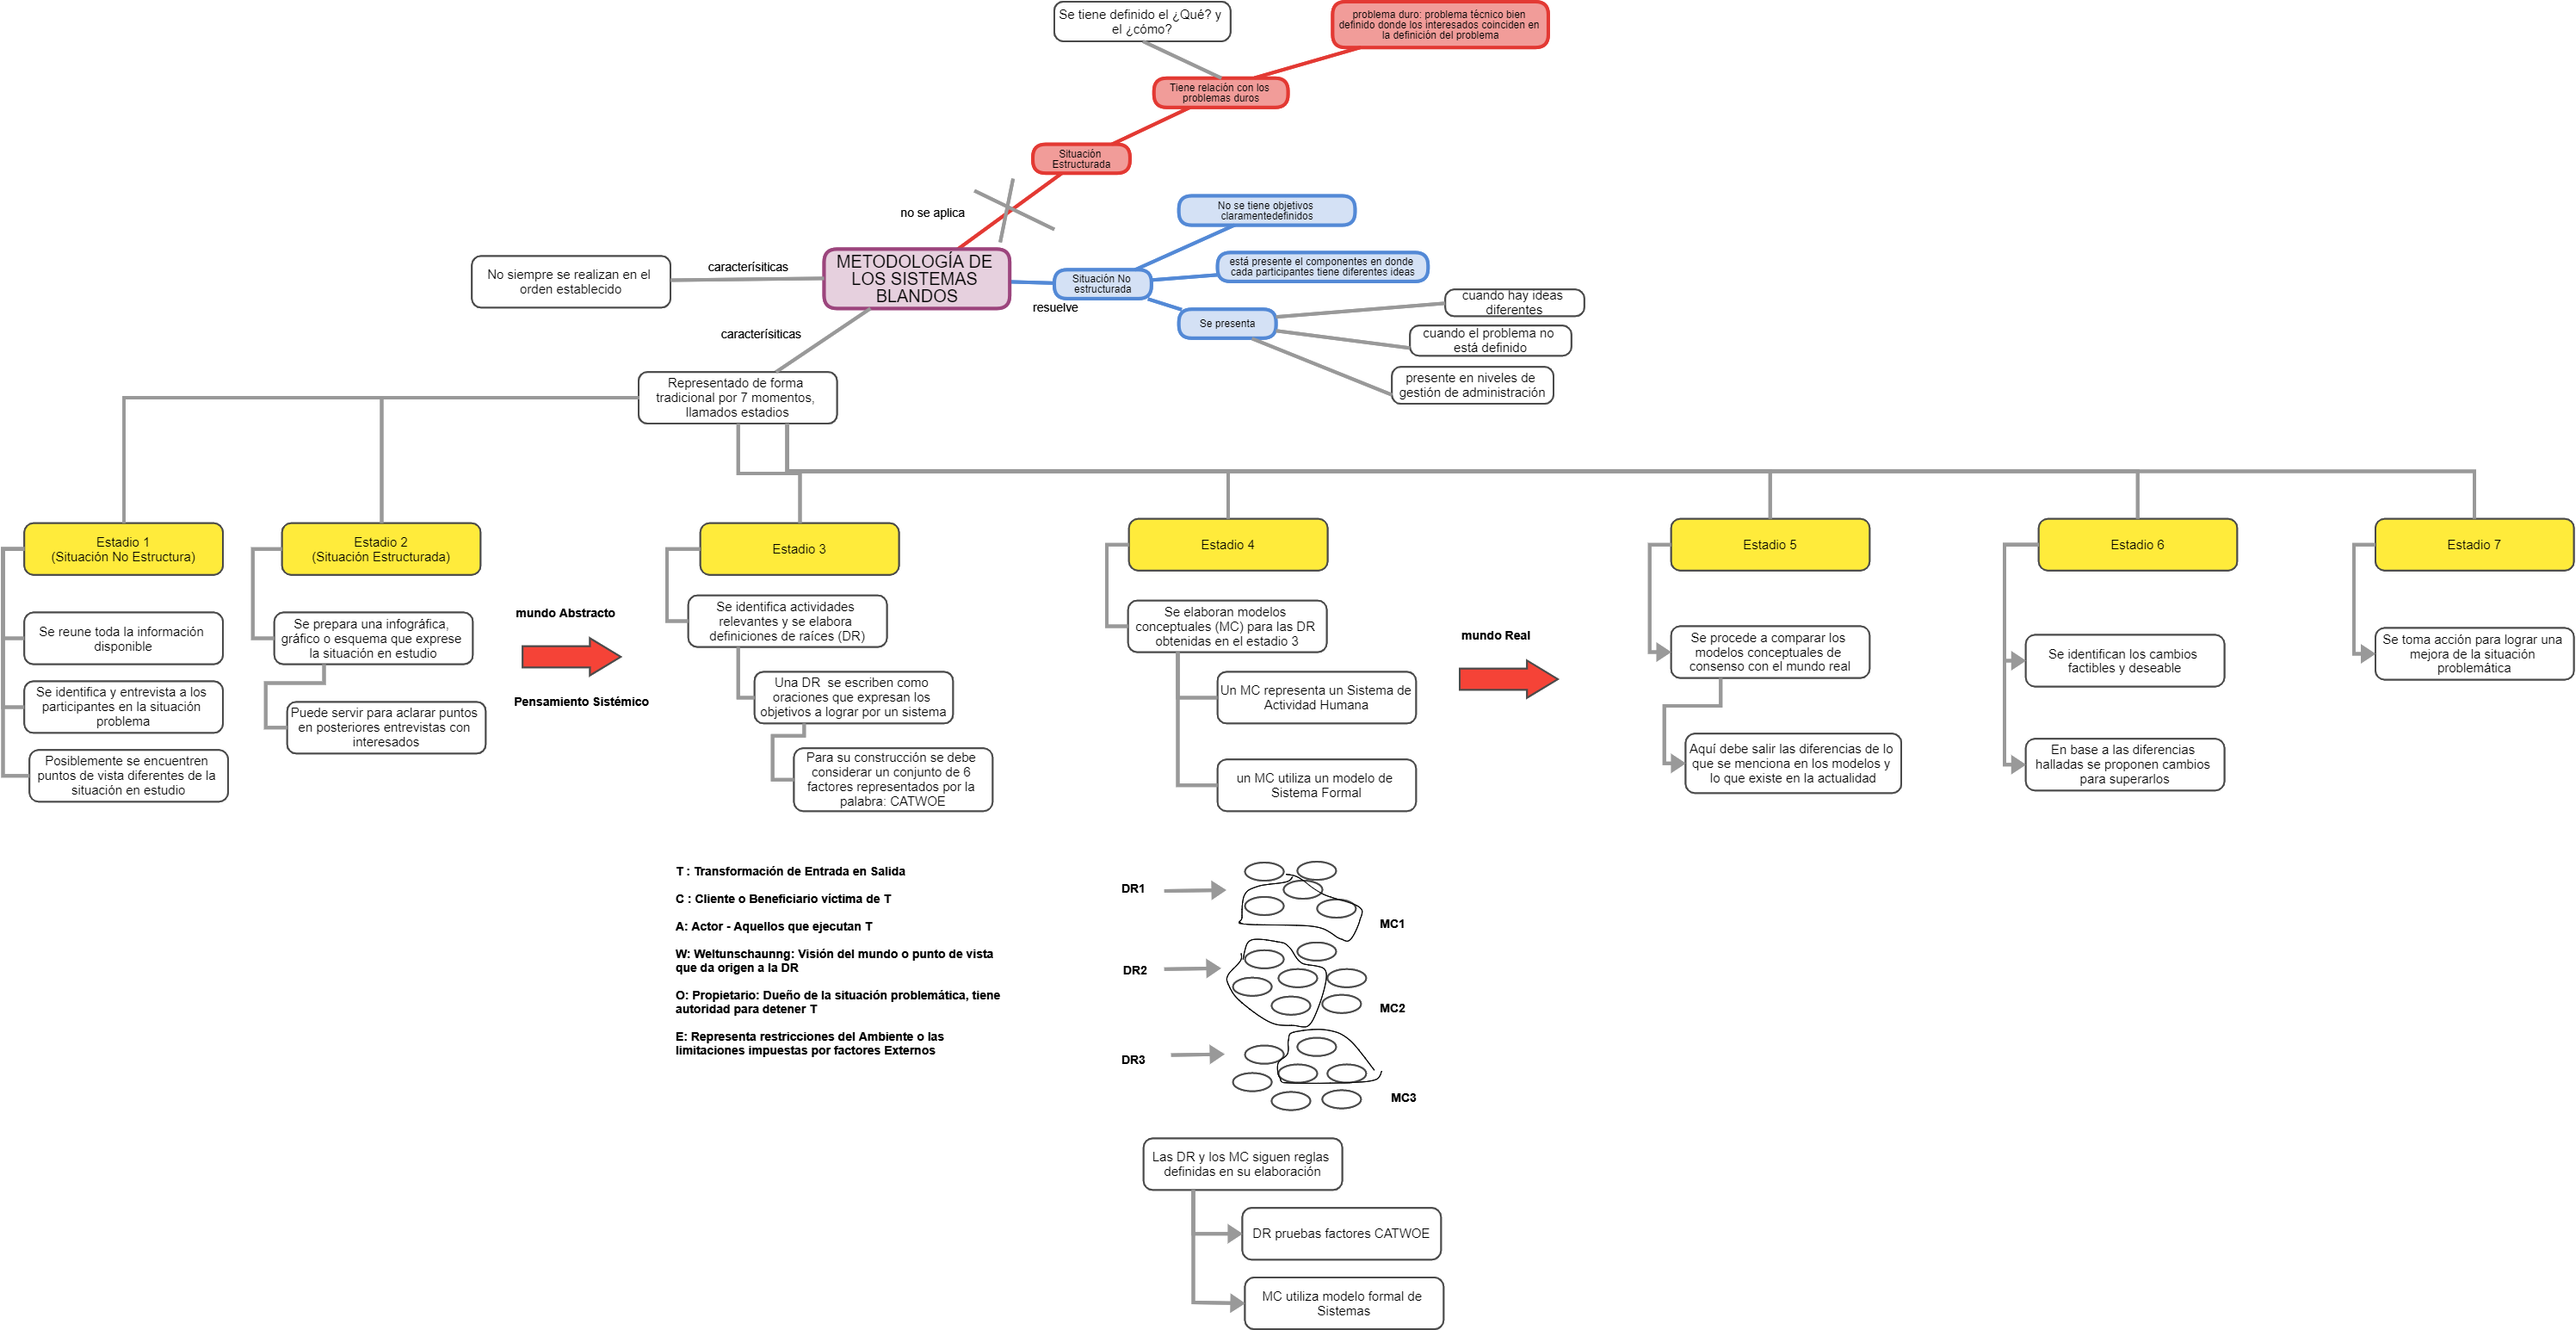 Se tiene definido el ¿Qué? y
el ¿cómo?
problema duro: problema técnico bien
definido donde los interesados coinciden en
la definición del problema
Tiene relación con los
problemas duros
Situación
Estructurada
no se aplica
No se tiene objetivos
claramentedefinidos
METODOLOGÍA DE
LOS SISTEMAS
BLANDOS
No siempre se realizan en el
orden establecido
caracterísiticas
Situación No
estructurada
resuelve
está presente el componentes en donde
cada participantes tiene diferentes ideas
Se presenta
cuando hay ideas
diferentes
cuando el problema no
está definido
presente en niveles de
gestión de administración
caracterísiticas
Representado de forma
tradicional por 7 momentos,
llamados estadios
Estadio 1
(Situación No Estructura)
Se reune toda la información
disponible
Se identifica y entrevista a los
participantes en la situación
problema
Posiblemente se encuentren
puntos de vista diferentes de la
situación en estudio
Estadio 2
(Situación Estructurada)
Se prepara una infográfica,
gráfico o esquema que exprese
la situación en estudio
Puede servir para aclarar puntos
en posteriores entrevistas con
interesados
mundo Abstracto
Pensamiento Sistémico
Estadio 3
Se identifica actividades
relevantes y se elabora
definiciones de raíces (DR)
Una DR se escriben como
oraciones que expresan los
objetivos a lograr por un sistema
Para su construcción se debe
considerar un conjunto de 6
factores representados por la
palabra: CATWOE
T : Transformación de Entrada en Salida
C : Cliente o Beneficiario víctima de T
A: Actor - Aquellos que ejecutan T
W: Weltunschaunng: Visión del mundo o punto de vista
que da origen a la DR
O: Propietario: Dueño de la situación problemática, tiene
autoridad para detener T
E: Representa restricciones del Ambiente o las
limitaciones impuestas por factores Externos
Estadio 4
Se elaboran modelos
conceptuales (MC) para las DR
obtenidas en el estadio 3
Un MC representa un Sistema de
Actividad Humana
un MC utiliza un modelo de
Sistema Formal
DR1
MC1
DR2
MC2
DR3
MC3
Las DR y los MC siguen reglas
definidas en su elaboración
DR pruebas factores CATWOE
MC utiliza modelo formal de
Sistemas
mundo Real
Estadio 5
Se procede a comparar los
modelos conceptuales de
consenso con el mundo real
Aquí debe salir las diferencias de lo
que se menciona en los modelos y
lo que existe en la actualidad
Estadio 6
Se identifican los cambios
factibles y deseable
En base a las diferencias
halladas se proponen cambios
para superarlos
Estadio 7
Se toma acción para lograr una
mejora de la situación
problemática